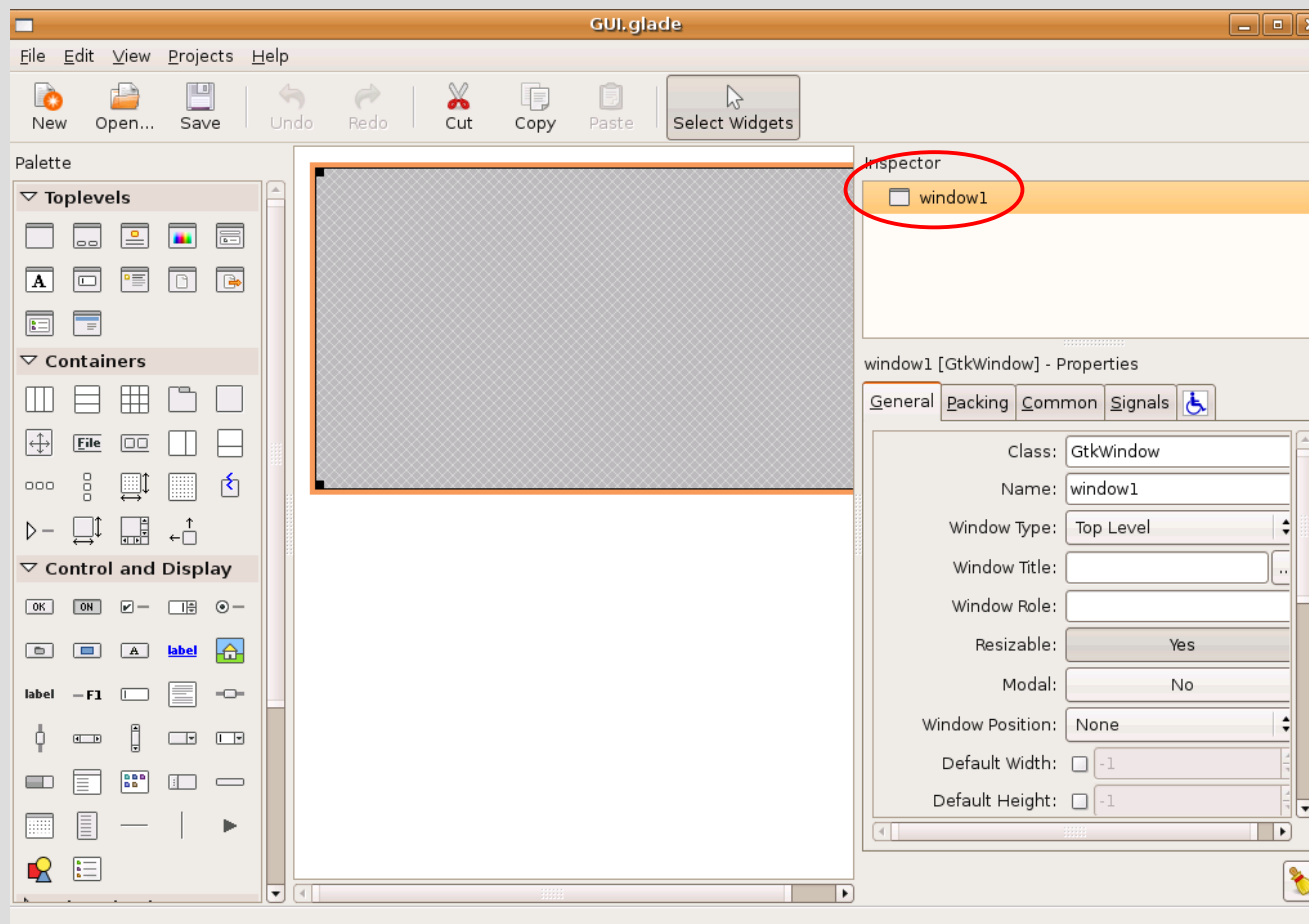 GUI.glade
File Edit View Projects Help
New Open... Save Undo Redo Cut Copy Paste Select Widgets
Palette
Toplevels
A
Containers
File
Control and Display
OK ON
A label
label F1
Inspector
window1
window1 [GtkWindow] - Properties
General Packing Common Signals
Class: GtkWindow
Name: window1
Window Type: Top Level
Window Title: ..
Window Role:
Resizable: Yes
Modal: No
Window Position: None
Default Width: -1
Default Height: -1